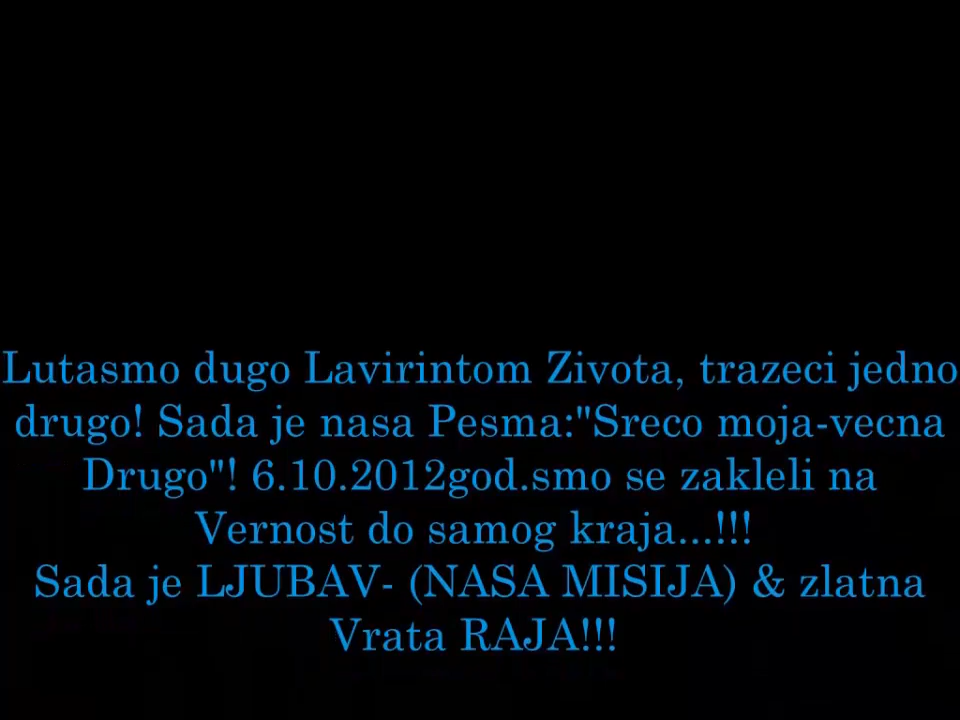 Lutasmo dugo Lavirintom Zivota, trazeci jedno
drugo! Sada je nasa Pesma:"Sreco moja-vecna
Drugo"! 6.10.2012god.smo se zakleli na
Vernost do samog kraja...!!!
Sada je LJUBAV- (NASA MISIJA) & zlatna
Vrata RAJA!!!